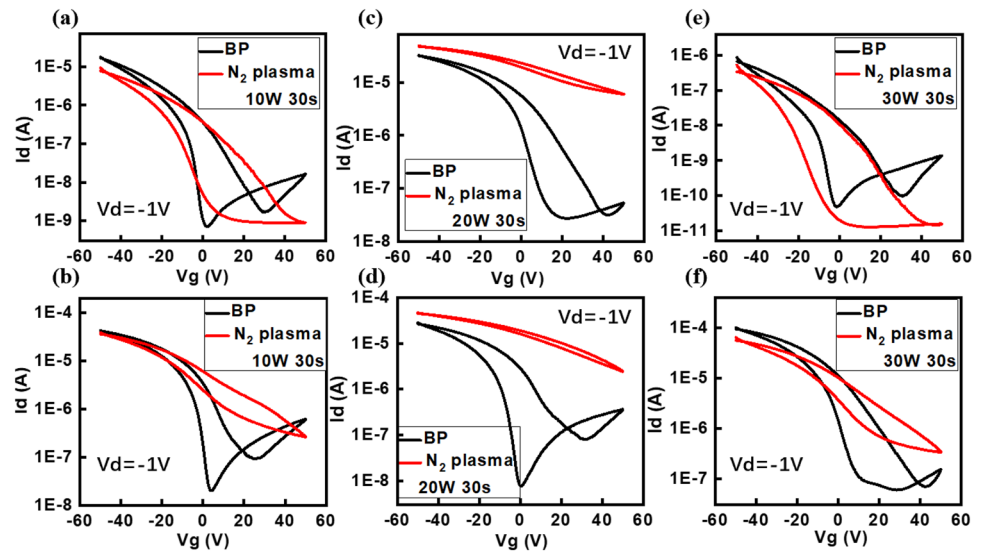 (a)
Id (A)
1E-5
1E-6
1E-7
1E-8
1E-9
BP
N₂ plasma
10W 30s
Vd=-1V
-60 -40 -20 0 20 40 60
Vg (V)
(c)
Id (A)
1E-5
1E-6
1E-7
1E-8
Vd=-1V
BP
N₂ plasma
20W 30s
-60 -40 -20 0 20 40 60
Vg (V)
(e)
Id (A)
1E-6
1E-7
1E-8
1E-9
1E-10
1E-11
BP
N₂ plasma
30W 30s
Vd=-1V
-60 -40 -20 0 20 40 60
Vg (V)
(b)
Id (A)
1E-4
1E-5
1E-6
1E-7
1E-8
BP
N₂ plasma
10W 30s
Vd=-1V
-60 -40 -20 0 20 40 60
Vg (V)
(d)
Id (A)
1E-4
1E-5
1E-6
1E-7
1E-8
Vd=-1V
BP
N₂ plasma
20W 30s
-60 -40 -20 0 20 40 60
Vg (V)
(f)
Id (A)
1E-4
1E-5
1E-6
1E-7
BP
N₂ plasma
30W 30s
Vd=-1V
-60 -40 -20 0 20 40 60
Vg (V)